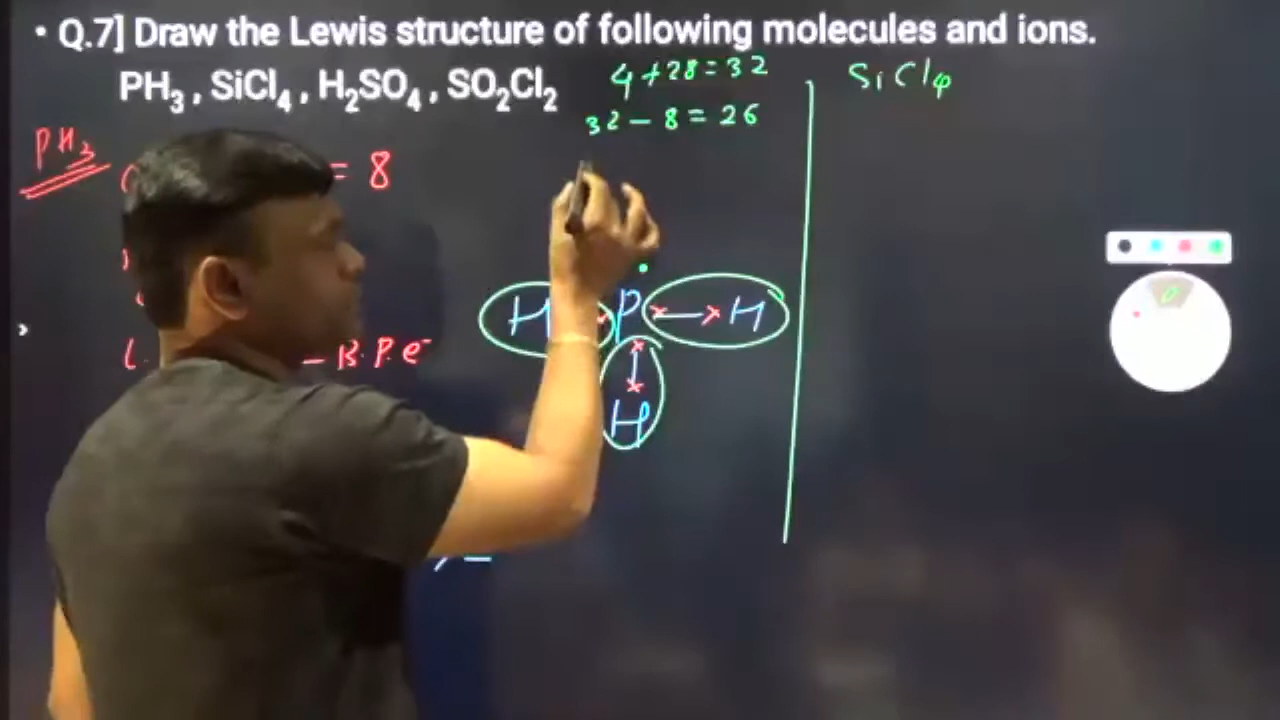 • Q.7] Draw the Lewis structure of following molecules and ions.
PH₃ , SiCl₄ , H₂SO₄ , SO₂Cl₂
4 + 28 = 32
32 - 8 = 26
SiCl₄
PH₃
= 8
- B.P.e⁻
H P H
H